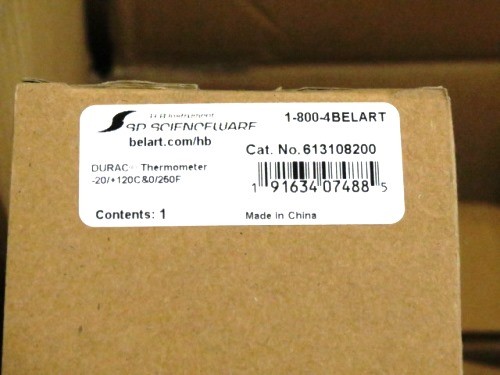 SP SCIENCEWARE
1-800-4BELART
belart.com/hb
Cat. No. 613108200
DURAC Thermometer
-20/+120C&0/250F
1 91634 07488 5
Contents: 1
Made in China